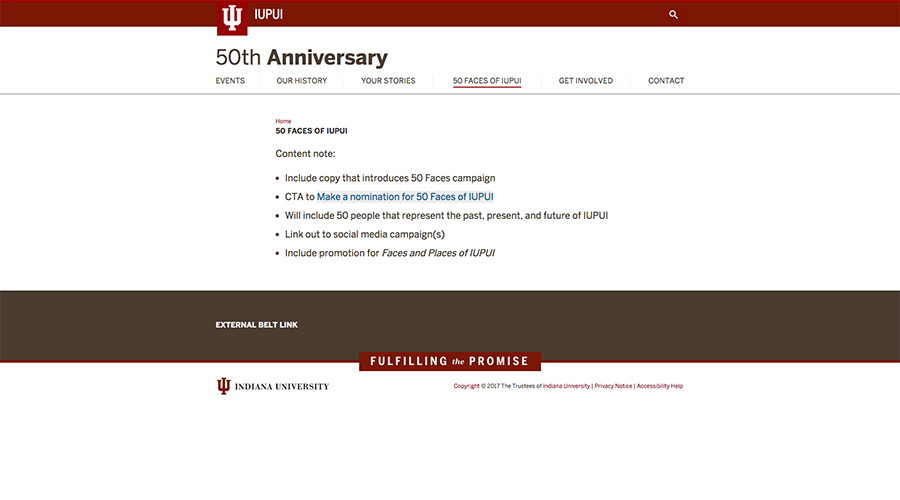 IUPUI
50th Anniversary
EVENTS OUR HISTORY YOUR STORIES 50 FACES OF IUPUI GET INVOLVED CONTACT
Home
50 FACES OF IUPUI
Content note:
• Include copy that introduces 50 Faces campaign
• CTA to Make a nomination for 50 Faces of IUPUI
• Will include 50 people that represent the past, present, and future of IUPUI
• Link out to social media campaign(s)
• Include promotion for Faces and Places of IUPUI
EXTERNAL BELT LINK
FULFILLING the PROMISE
INDIANA UNIVERSITY
Copyright © 2017 The Trustees of Indiana University | Privacy Notice | Accessibility Help